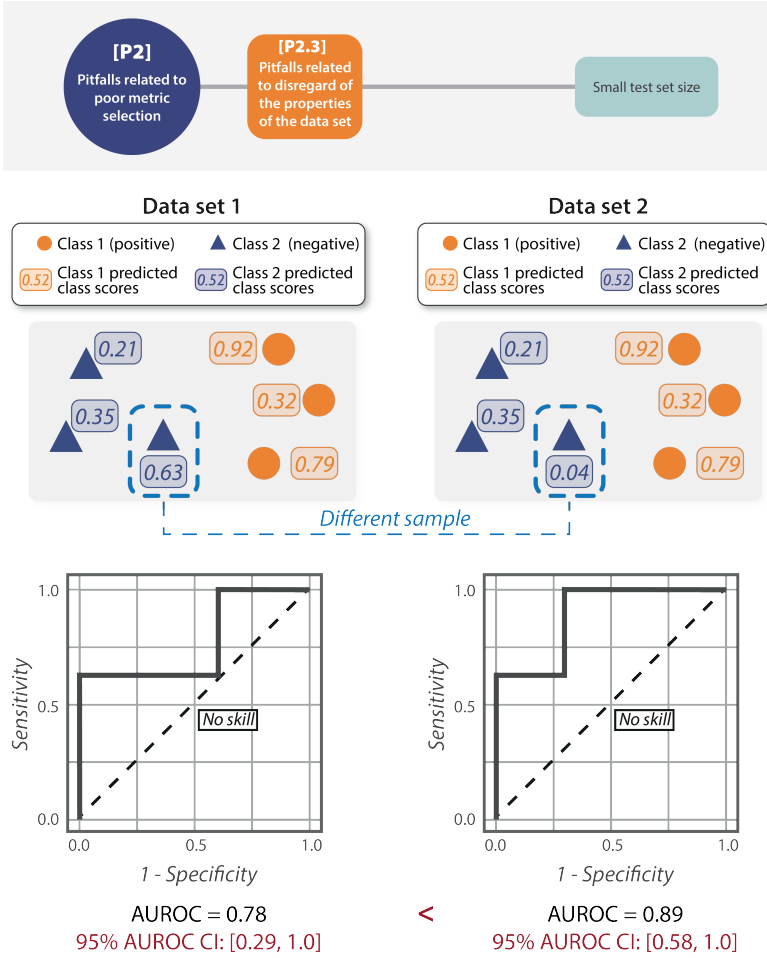 [P2]
Pitfalls related to
poor metric
selection
[P2.3]
Pitfalls related
to disregard of
the properties
of the data set
Small test set size
Data set 1
Class 1 (positive)
Class 2 (negative)
0.52
Class 1 predicted
class scores
0.52
Class 2 predicted
class scores
Data set 2
Class 1 (positive)
Class 2 (negative)
0.52
Class 1 predicted
class scores
0.52
Class 2 predicted
class scores
0.21
0.92
0.35
0.32
0.63
0.79
0.21
0.92
0.35
0.32
0.04
0.79
Different sample
1.0
0.5
0.0
Sensitivity
No skill
0.0
0.5
1.0
1 - Specificity
1.0
0.5
0.0
Sensitivity
No skill
0.0
0.5
1.0
1 - Specificity
AUROC = 0.78
<
AUROC = 0.89
95% AUROC CI: [0.29, 1.0]
95% AUROC CI: [0.58, 1.0]